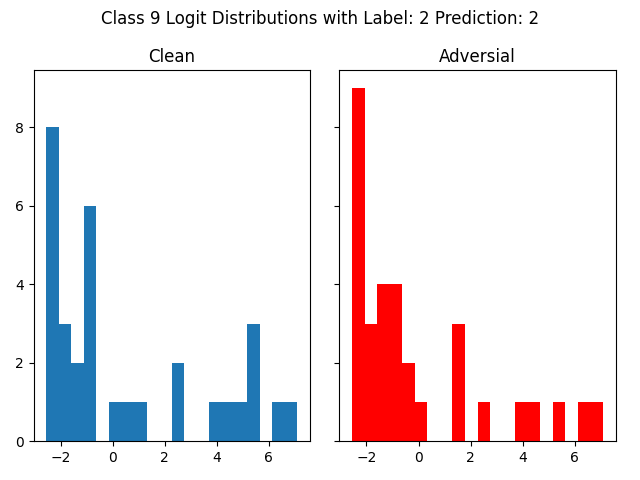 Class 9 Logit Distributions with Label: 2 Prediction: 2
Clean
Adversial
8
6
4
2
0
−2 0 2 4 6
−2 0 2 4 6